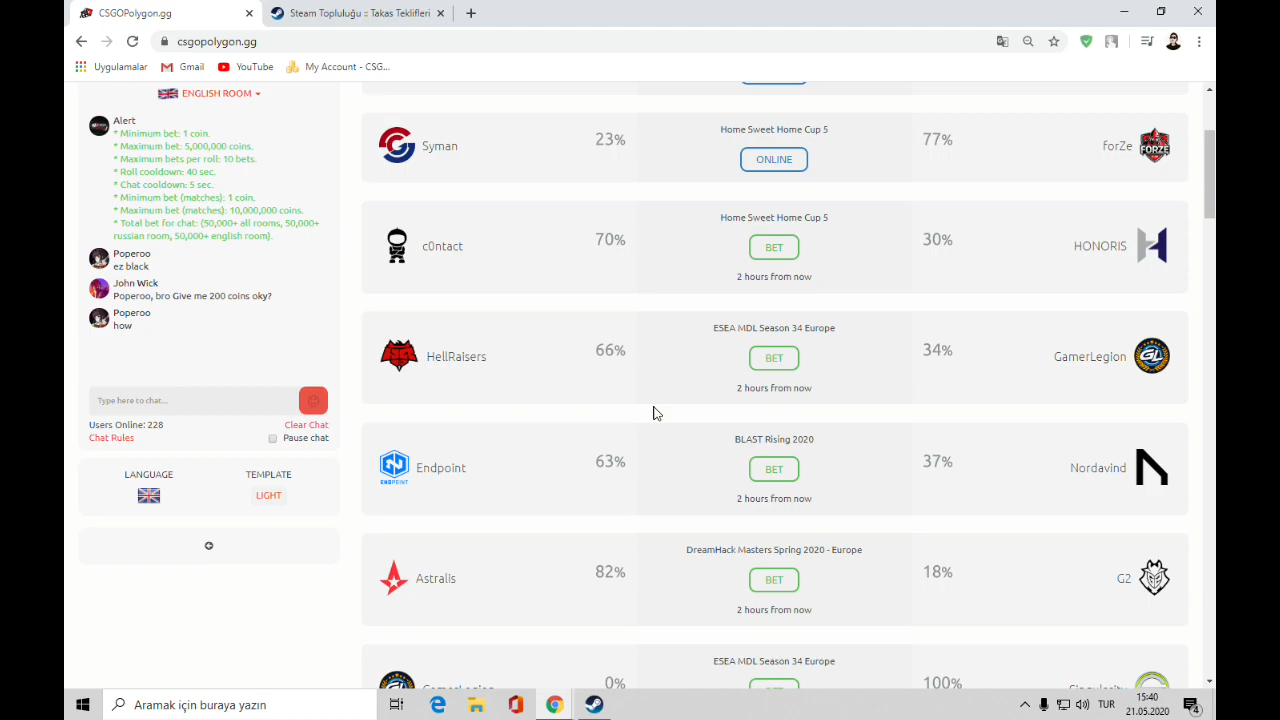 CSGOPolygon.gg
Steam Topluluğu :: Takas Teklifleri
csgopolygon.gg
Uygulamalar
Gmail
YouTube
My Account - CSG...
ENGLISH ROOM
Alert
* Minimum bet: 1 coin.
* Maximum bet: 5,000,000 coins.
* Maximum bets per roll: 10 bets.
* Roll cooldown: 40 sec.
* Chat cooldown: 5 sec.
* Minimum bet (matches): 1 coin.
* Maximum bet (matches): 10,000,000 coins.
* Total bet for chat: (50,000+ all rooms, 50,000+
russian room, 50,000+ english room).
Poperoo
ez black
John Wick
Poperoo, bro Give me 200 coins oky?
Poperoo
how
Type here to chat...
Users Online: 228
Clear Chat
Chat Rules
Pause chat
LANGUAGE
TEMPLATE
LIGHT
Syman
23%
Home Sweet Home Cup 5
ONLINE
77%
forZe
FORZE
c0ntact
70%
Home Sweet Home Cup 5
BET
2 hours from now
30%
HONORIS
HellRaisers
66%
ESEA MDL Season 34 Europe
BET
2 hours from now
34%
GamerLegion
GL
Endpoint
ENDPOINT
63%
BLAST Rising 2020
BET
2 hours from now
37%
Nordavind
Astralis
82%
DreamHack Masters Spring 2020 - Europe
BET
2 hours from now
18%
G2
GamerLegion
0%
ESEA MDL Season 34 Europe
BET
100%
Singularity
Aramak için buraya yazın
TUR
15:40
21.05.2020
4